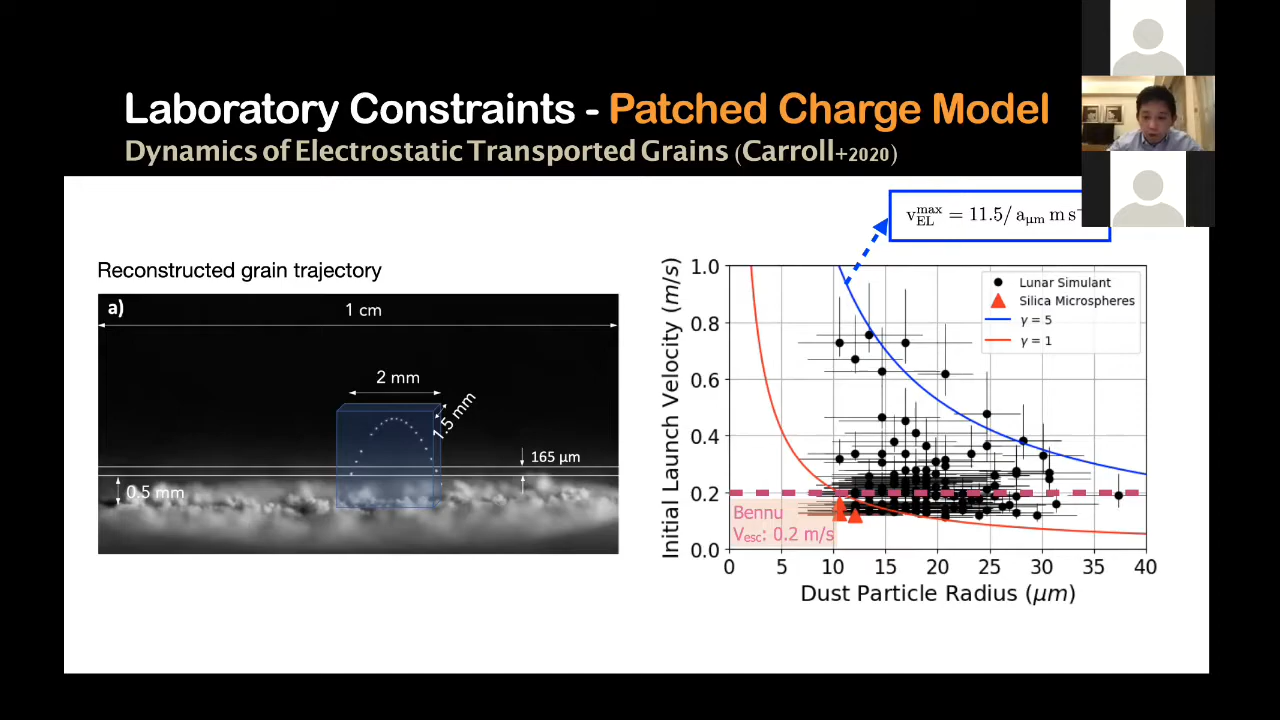 Laboratory Constraints - Patched Charge Model
Dynamics of Electrostatic Transported Grains (Carroll+2020)
v_EL^max = 11.5/ a_μm m s⁻
Reconstructed grain trajectory
a)
1 cm
2 mm
1.5 mm
165 μm
0.5 mm
Initial Launch Velocity (m/s)
1.0
0.8
0.6
0.4
0.2
0.0
Lunar Simulant
Silica Microspheres
γ = 5
γ = 1
Bennu
Vesc: 0.2 m/s
0 5 10 15 20 25 30 35 40
Dust Particle Radius (μm)